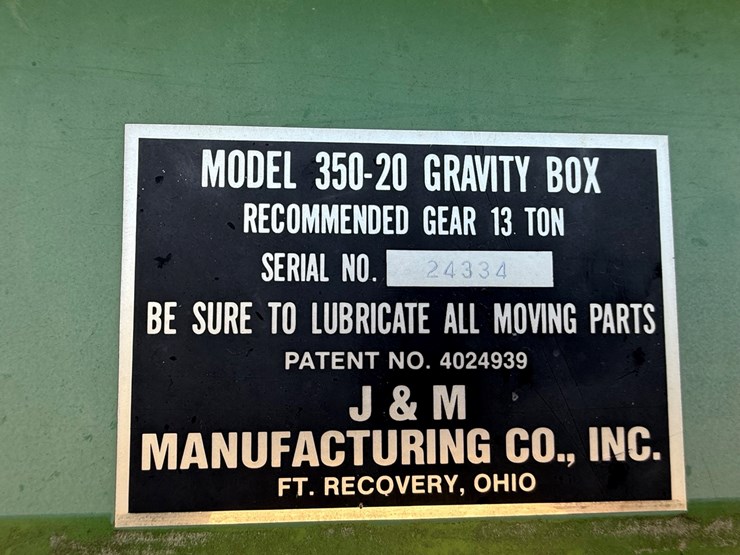 MODEL 350-20 GRAVITY BOX
RECOMMENDED GEAR 13 TON
SERIAL NO. 24334
BE SURE TO LUBRICATE ALL MOVING PARTS
PATENT NO. 4024939
J & M
MANUFACTURING CO., INC.
FT. RECOVERY, OHIO